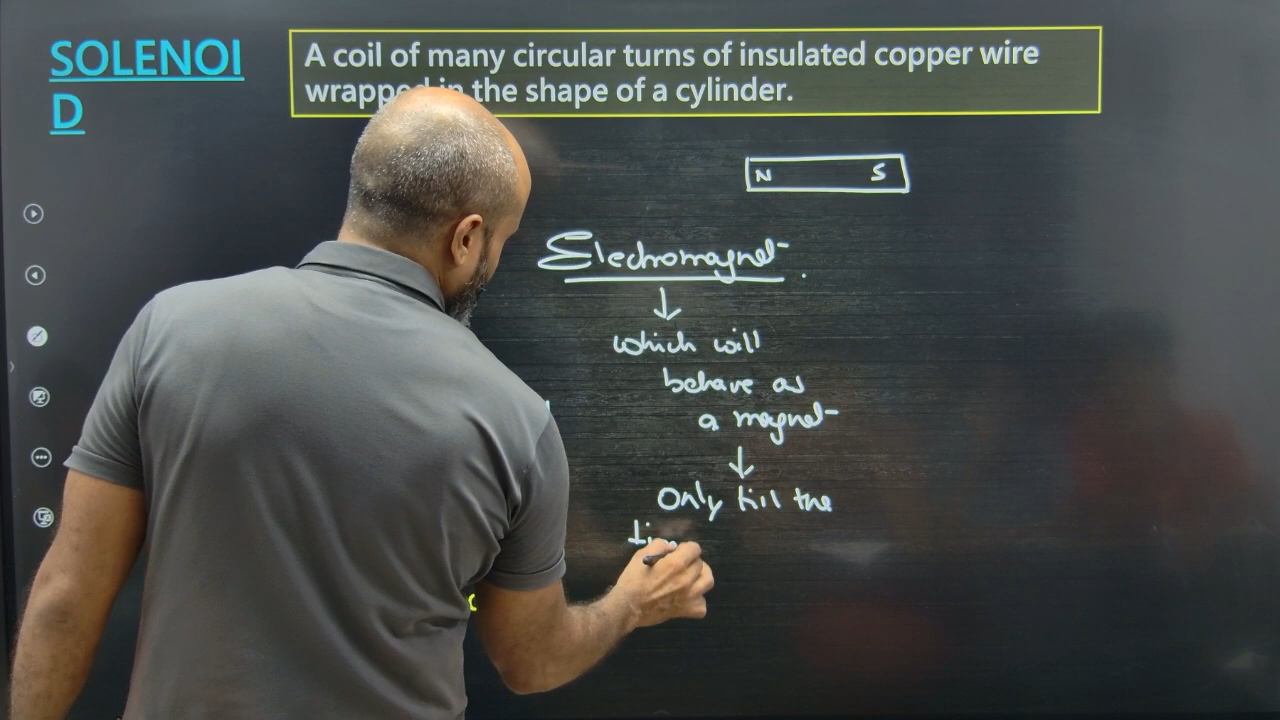 SOLENOI
D
A coil of many circular turns of insulated copper wire
wrapped in the shape of a cylinder.
N S
Electromagnet.
↓
which will
behave as
a magnet
↓
Only till the